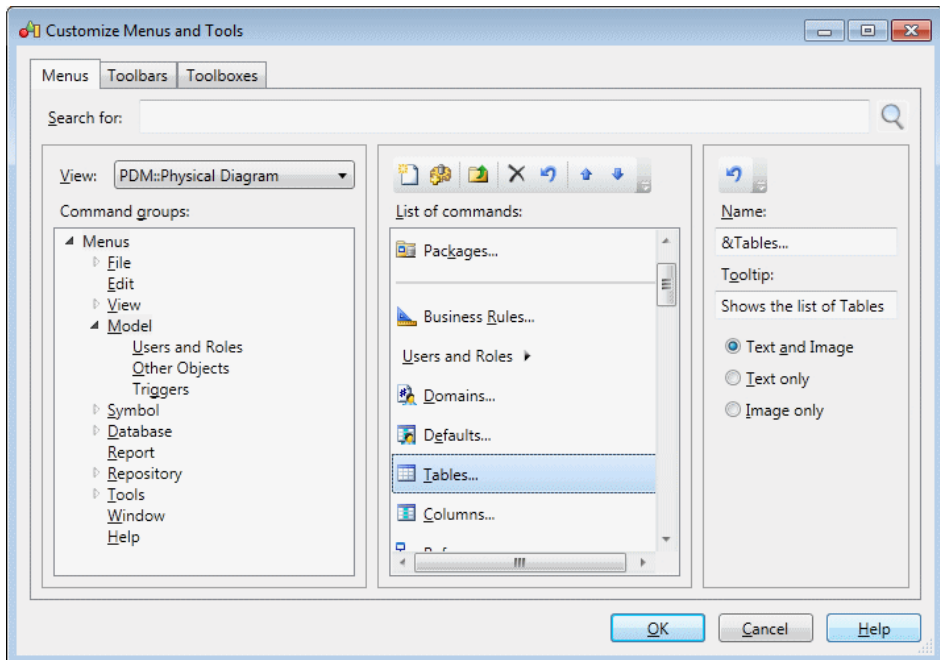 Customize Menus and Tools
Menus Toolbars Toolboxes
Search for:
View: PDM::Physical Diagram
Command groups:
Menus
File
Edit
View
Model
Users and Roles
Other Objects
Triggers
Symbol
Database
Report
Repository
Tools
Window
Help
List of commands:
Packages...
Business Rules...
Users and Roles
Domains...
Defaults...
Tables...
Columns...
Name:
&Tables...
Tooltip:
Shows the list of Tables
Text and Image
Text only
Image only
OK Cancel Help